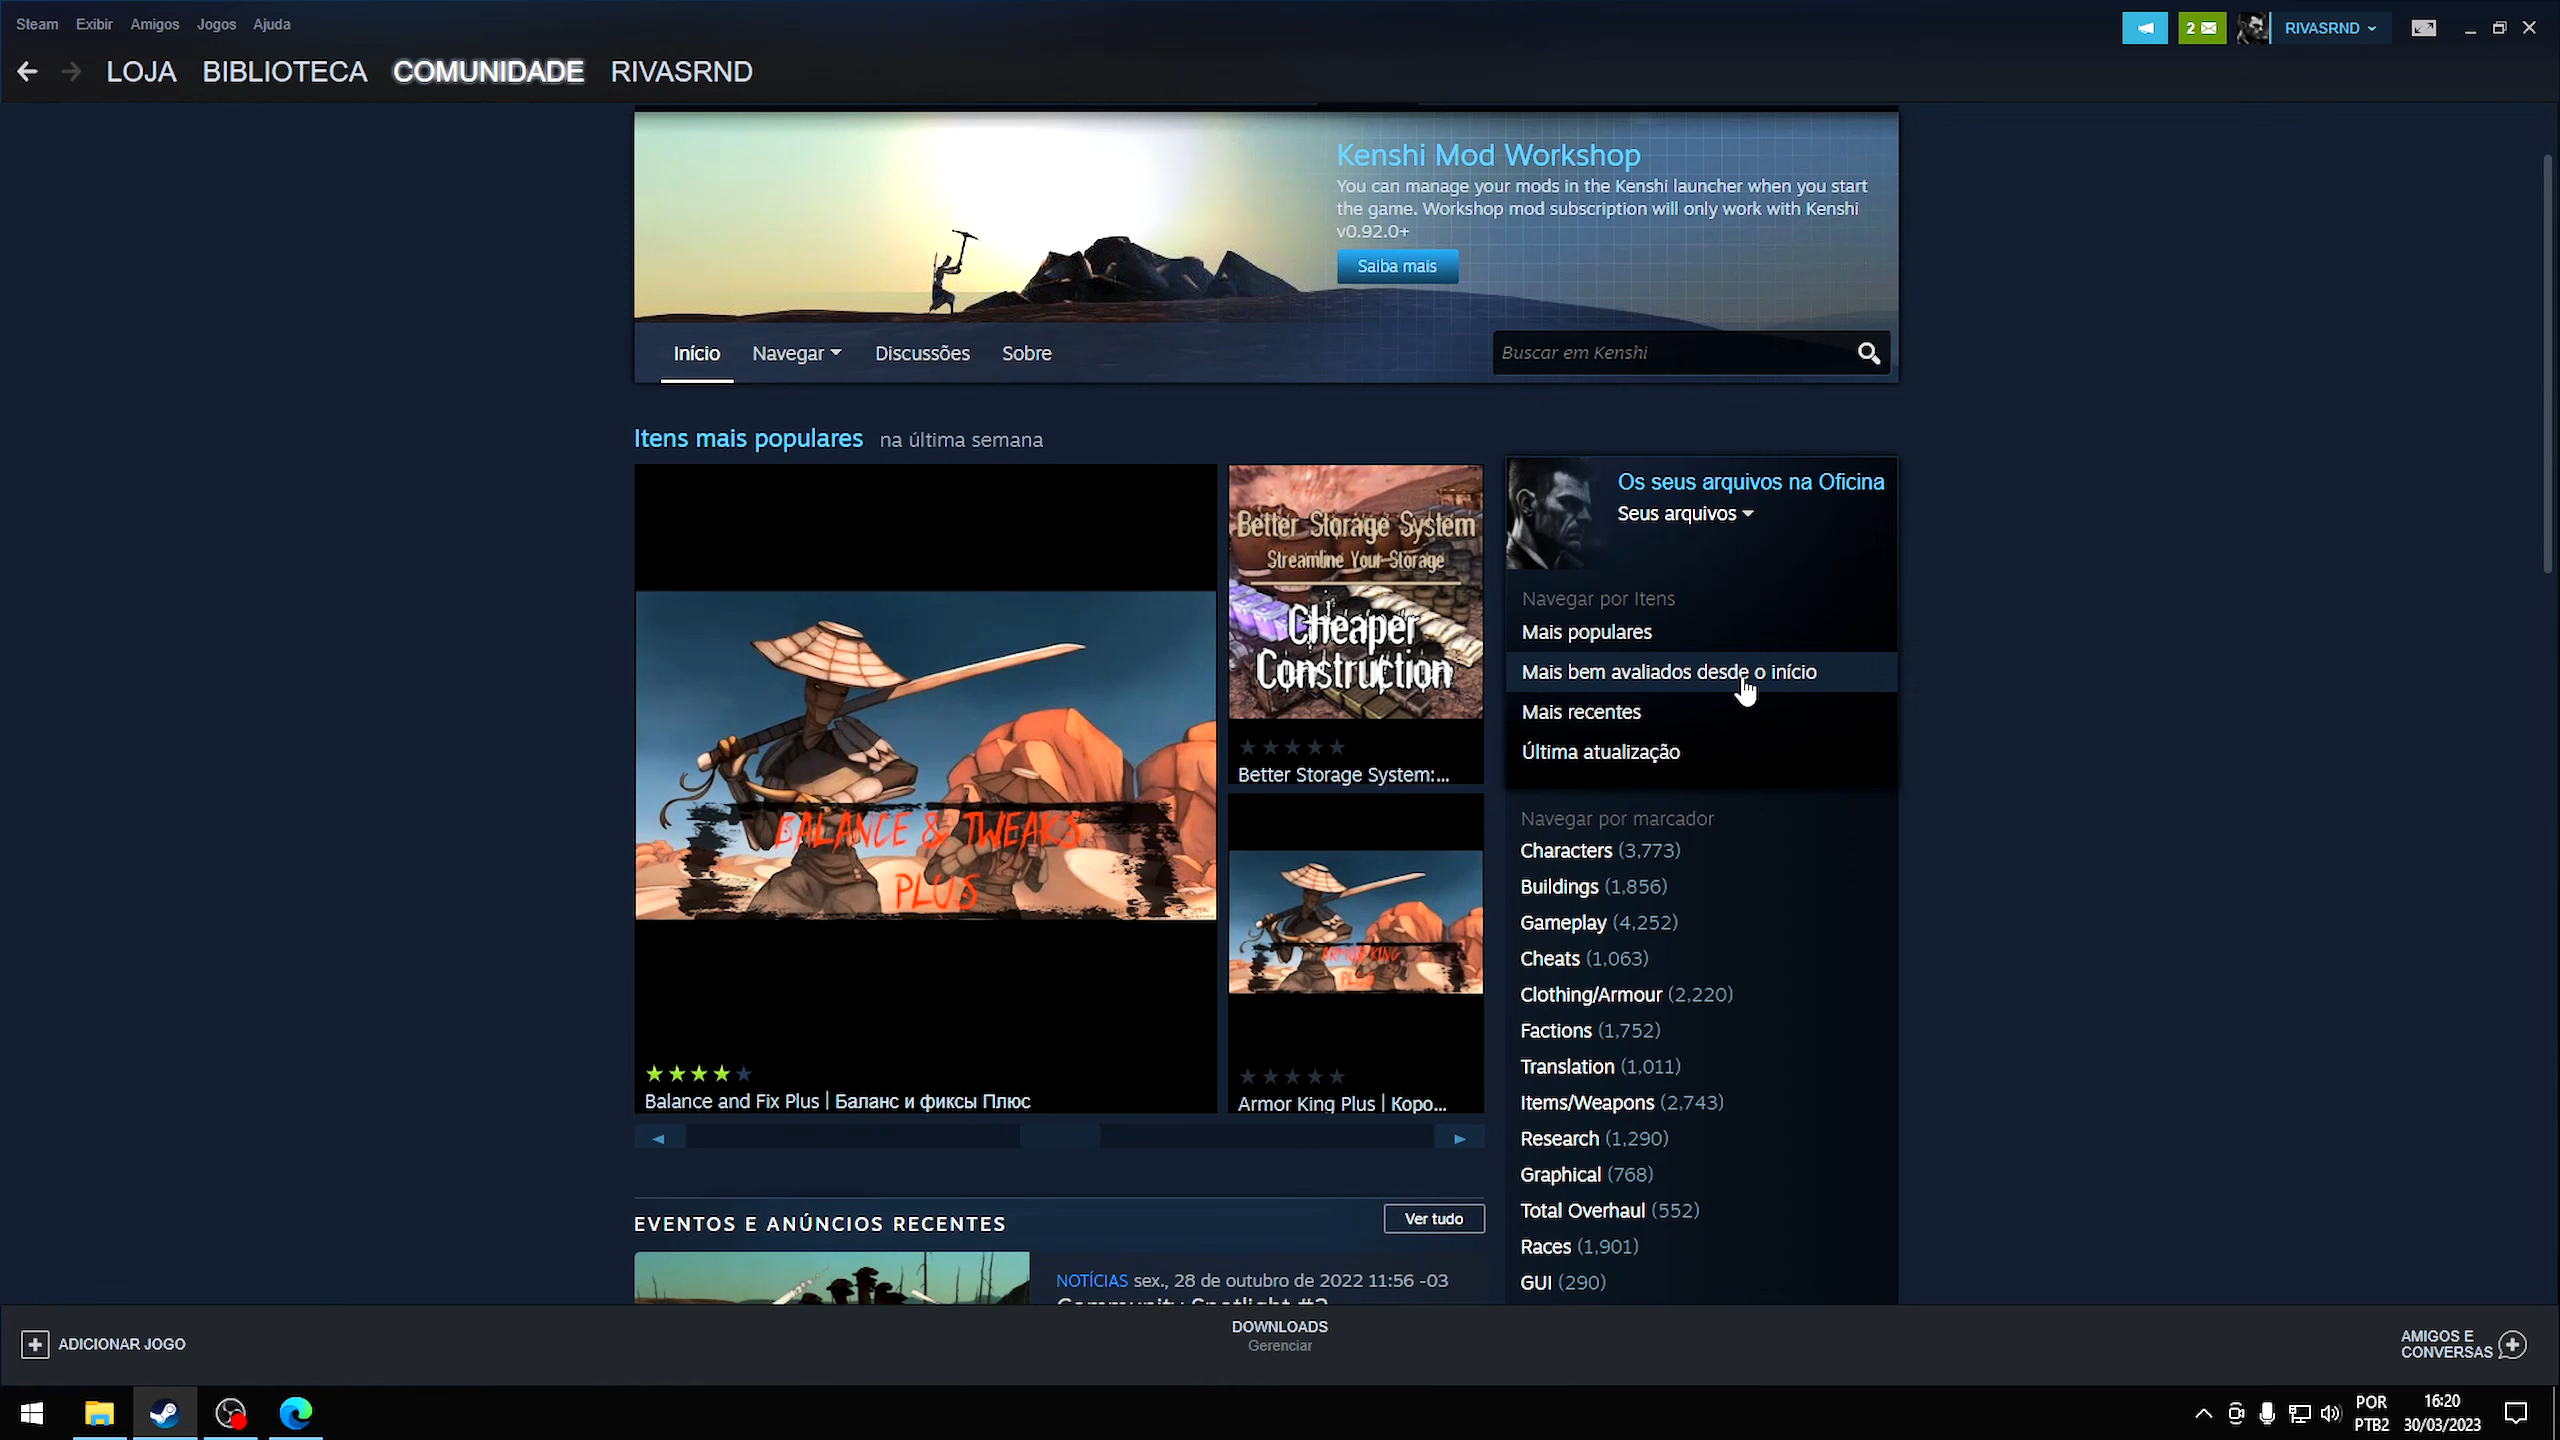 Steam Exibir Amigos Jogos Ajuda
2
RIVASRND
LOJA BIBLIOTECA COMUNIDADE RIVASRND
Kenshi Mod Workshop
You can manage your mods in the Kenshi launcher when you start
the game. Workshop mod subscription will only work with Kenshi
v0.92.0+
Saiba mais
Início Navegar Discussões Sobre
Buscar em Kenshi
Itens mais populares na última semana
BALANCE & TWEAKS
PLUS
Balance and Fix Plus | Баланс и фиксы Плюс
Better Storage System
Streamline Your Storage
Cheaper
Construction
Better Storage System:...
ARMOR KING
PLUS
Armor King Plus | Коро...
Os seus arquivos na Oficina
Seus arquivos
Navegar por Itens
Mais populares
Mais bem avaliados desde o início
Mais recentes
Última atualização
Navegar por marcador
Characters (3,773)
Buildings (1,856)
Gameplay (4,252)
Cheats (1,063)
Clothing/Armour (2,220)
Factions (1,752)
Translation (1,011)
Items/Weapons (2,743)
Research (1,290)
Graphical (768)
Total Overhaul (552)
Races (1,901)
GUI (290)
EVENTOS E ANÚNCIOS RECENTES
Ver tudo
NOTÍCIAS sex., 28 de outubro de 2022 11:56 -03
Community Spotlight #2
ADICIONAR JOGO
DOWNLOADS
Gerenciar
AMIGOS E
CONVERSAS
POR
PTB2
16:20
30/03/2023